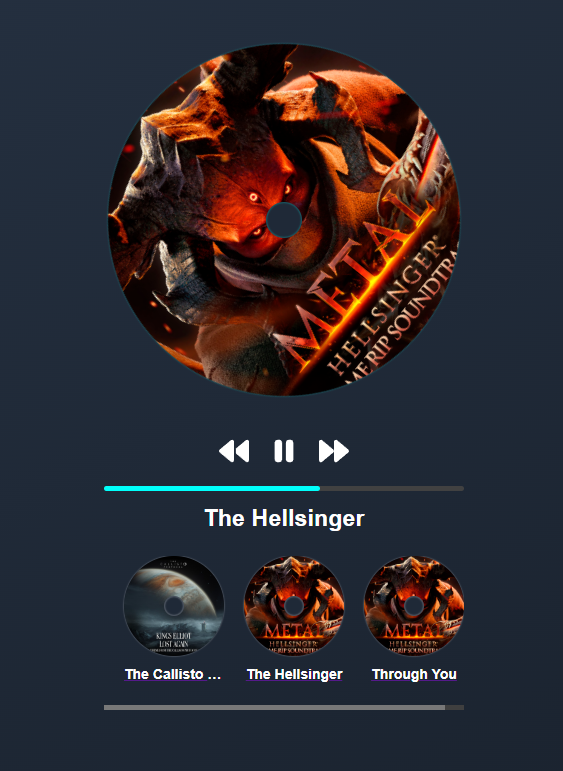 METAL
HELLSINGER
ME RIP SOUNDTRA
The Hellsinger
KINGS ELLIOT
LOST AGAIN
METAL
HELLSINGER
ME RIP SOUNDTRA
METAL
HELLSINGER
ME RIP SOUNDTRA
The Callisto ...
The Hellsinger
Through You